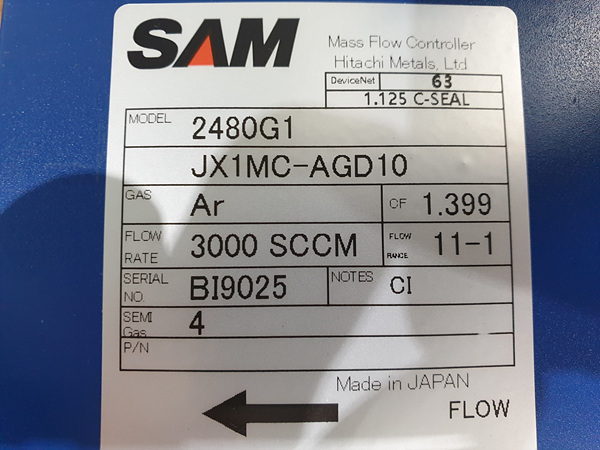 SAM
Mass Flow Controller
Hitachi Metals, Ltd
DeviceNet 63
1.125 C-SEAL
MODEL 2480G1
JX1MC-AGD10
GAS Ar CF 1.399
FLOW RATE 3000 SCCM FLOW RANGE 11-1
SERIAL NO. BI9025 NOTES CI
SEMI Gas 4
P/N
Made in JAPAN
FLOW